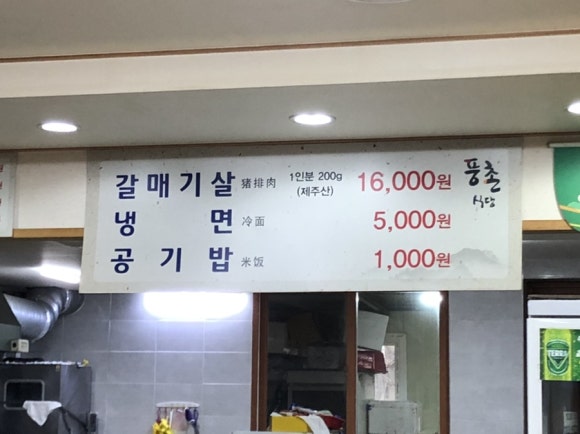 갈매기살 猪排肉 1인분 200g (제주산) 16,000원
냉면 冷面 5,000원
공기밥 米饭 1,000원
풍촌
식당
TERRA